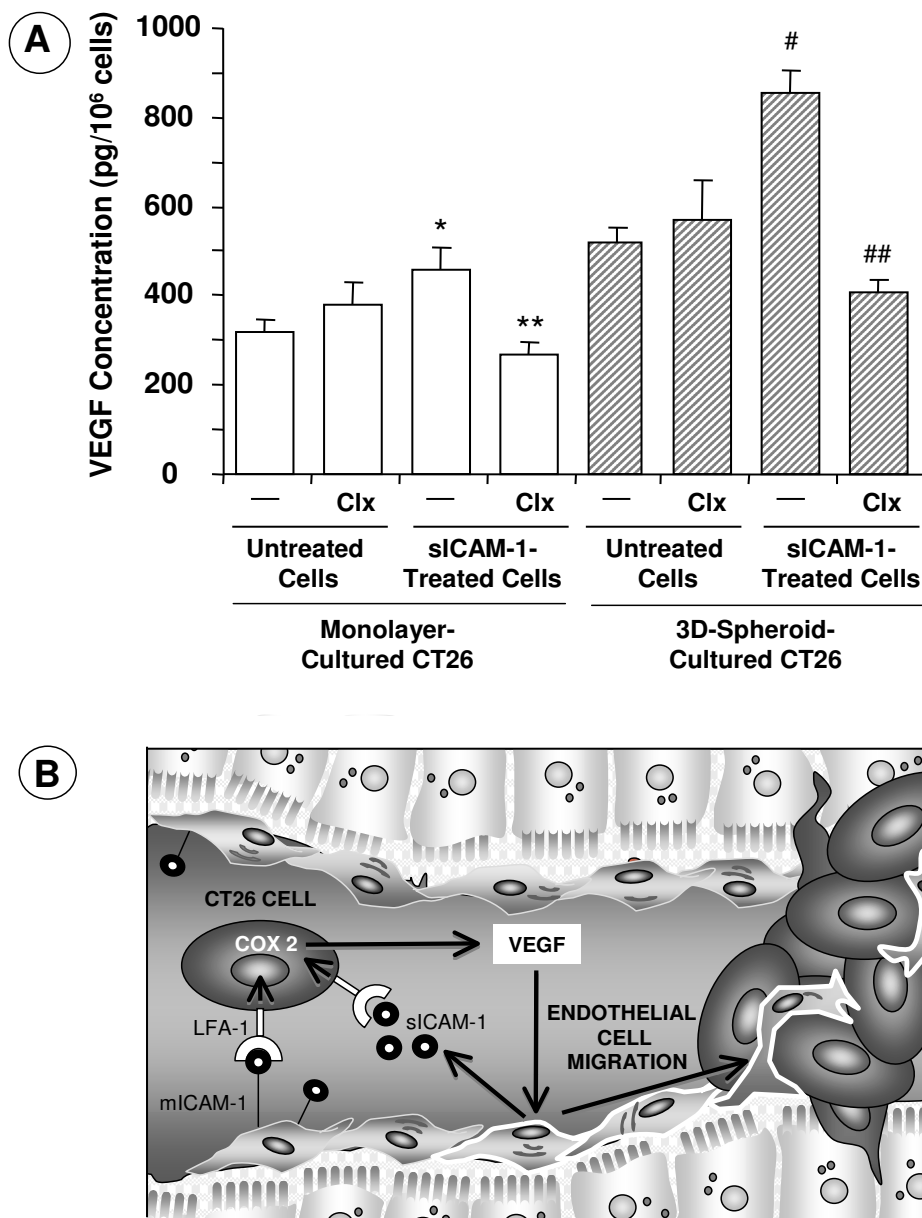 A
VEGF Concentration (pg/10⁶ cells)
1000
800
600
400
200
0
*
**
#
##
— Clx — Clx — Clx — Clx
Untreated
Cells
sICAM-1-
Treated Cells
Untreated
Cells
sICAM-1-
Treated Cells
Monolayer-
Cultured CT26
3D-Spheroid-
Cultured CT26
B
CT26 CELL
COX 2
VEGF
LFA-1
sICAM-1
mICAM-1
ENDOTHELIAL
CELL
MIGRATION